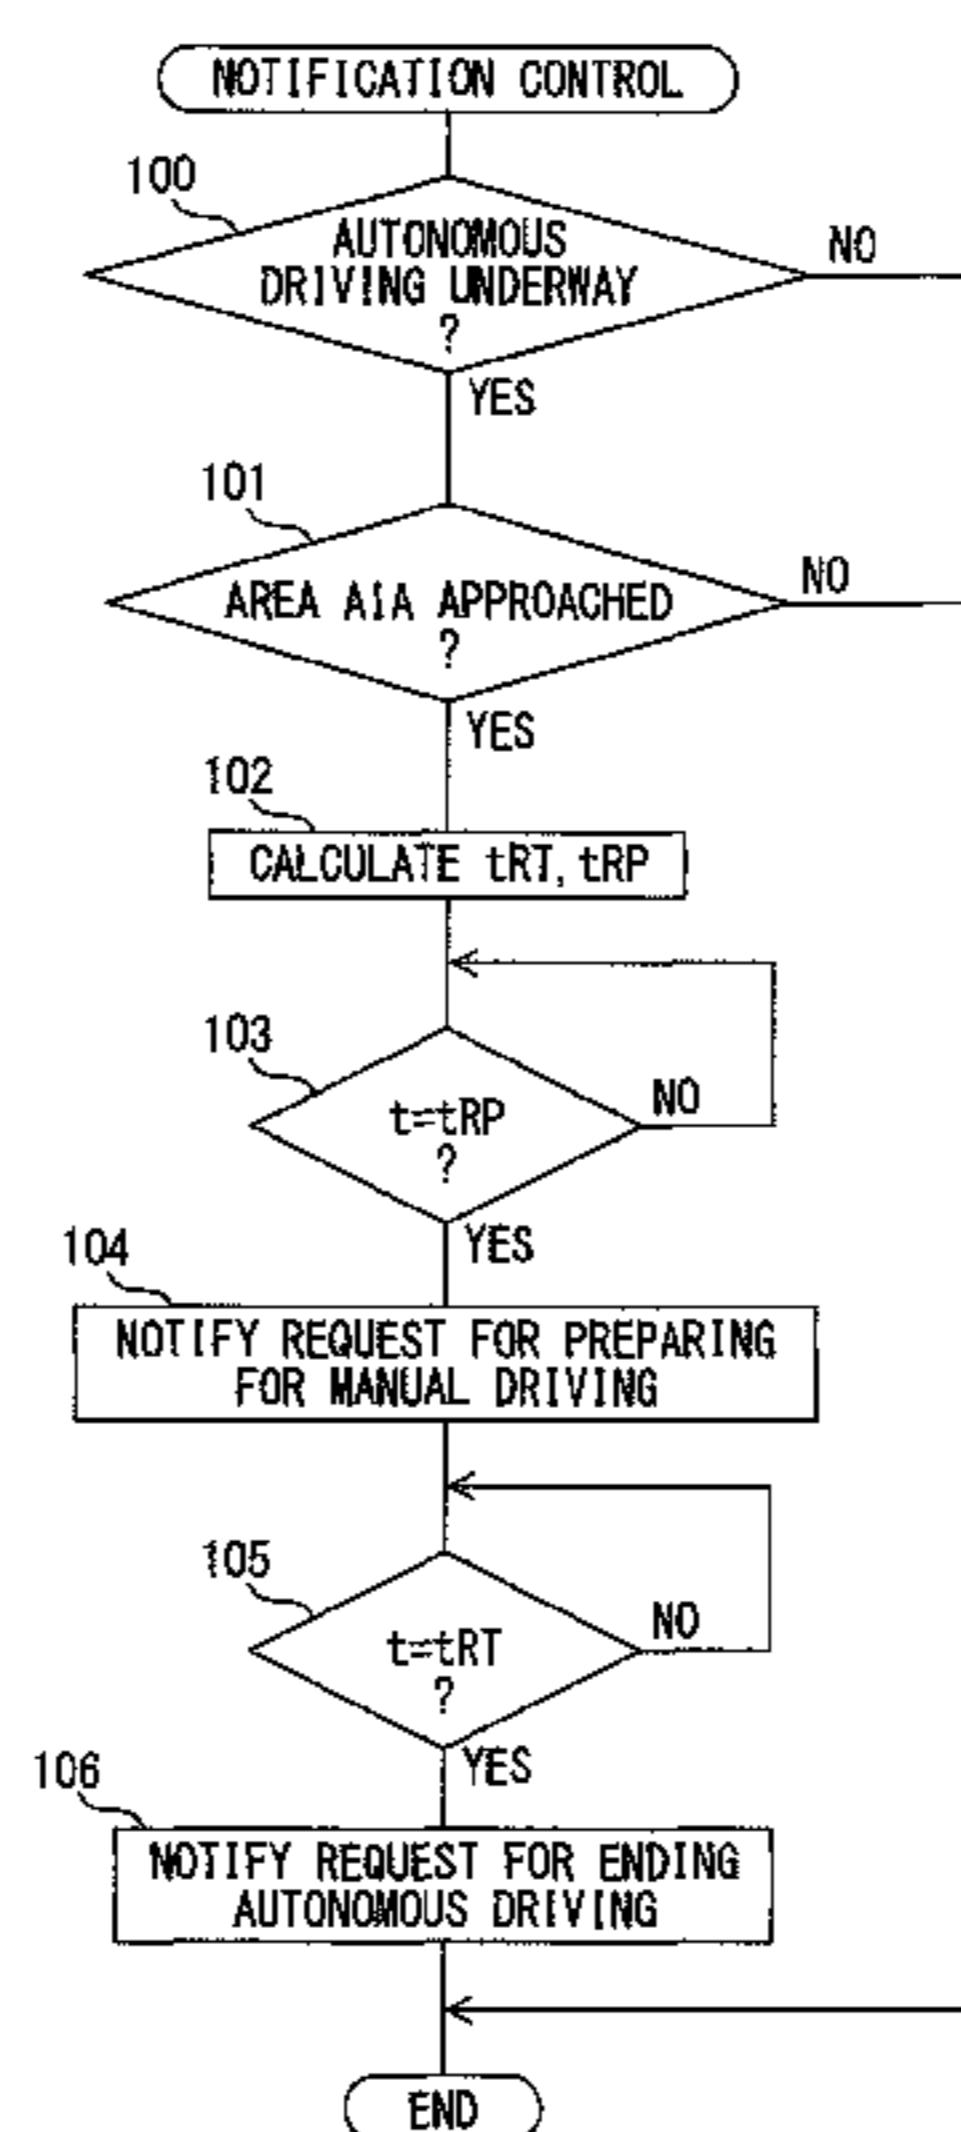 NOTIFICATION CONTROL
100
AUTONOMOUS
DRIVING UNDERWAY
?
NO
YES
101
AREA AIA APPROACHED
?
NO
YES
102
CALCULATE tRT, tRP
103
t=tRP
?
NO
YES
104
NOTIFY REQUEST FOR PREPARING
FOR MANUAL DRIVING
105
t=tRT
?
NO
YES
106
NOTIFY REQUEST FOR ENDING
AUTONOMOUS DRIVING
END